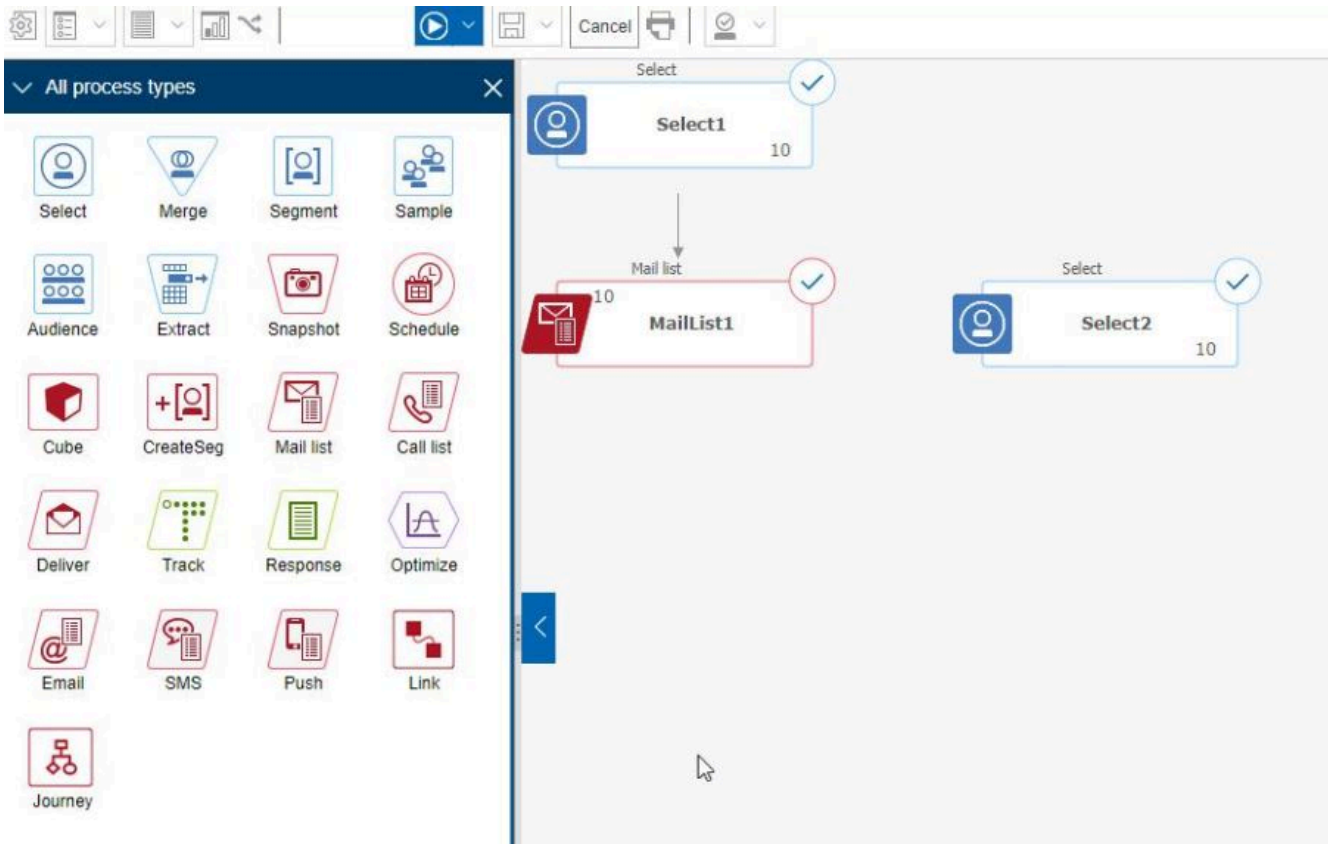 Cancel
All process types
Select
Merge
Segment
Sample
Audience
Extract
Snapshot
Schedule
Cube
CreateSeg
Mail list
Call list
Deliver
Track
Response
Optimize
Email
SMS
Push
Link
Journey
Select
Select1
10
Mail list
10
MailList1
Select
Select2
10